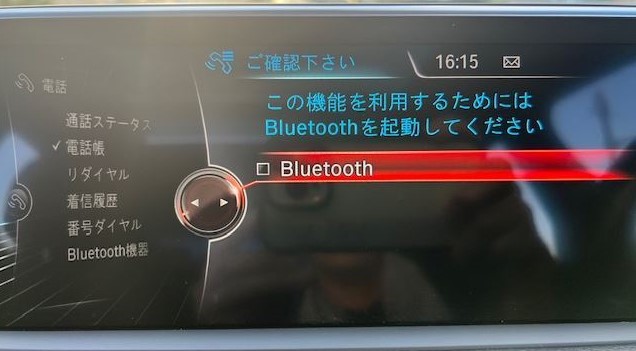 ご確認下さい
16:15
電話
通話ステータス
電話帳
リダイヤル
着信履歴
番号ダイヤル
Bluetooth機器
この機能を利用するためには
Bluetoothを起動してください
Bluetooth